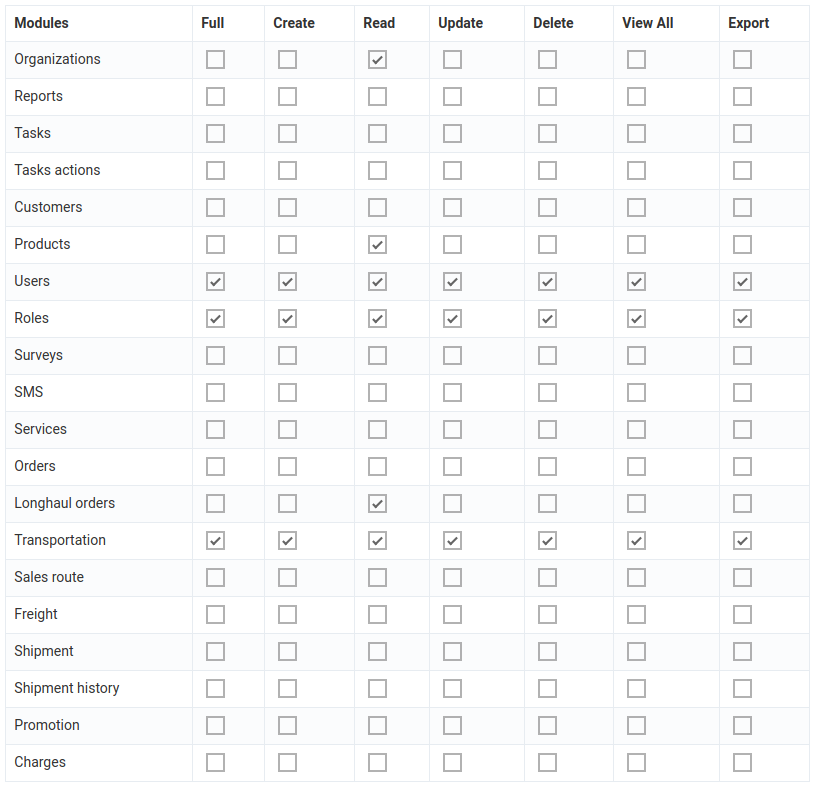 Modules Full Create Read Update Delete View All Export
Organizations
Reports
Tasks
Tasks actions
Customers
Products
Users
Roles
Surveys
SMS
Services
Orders
Longhaul orders
Transportation
Sales route
Freight
Shipment
Shipment history
Promotion
Charges